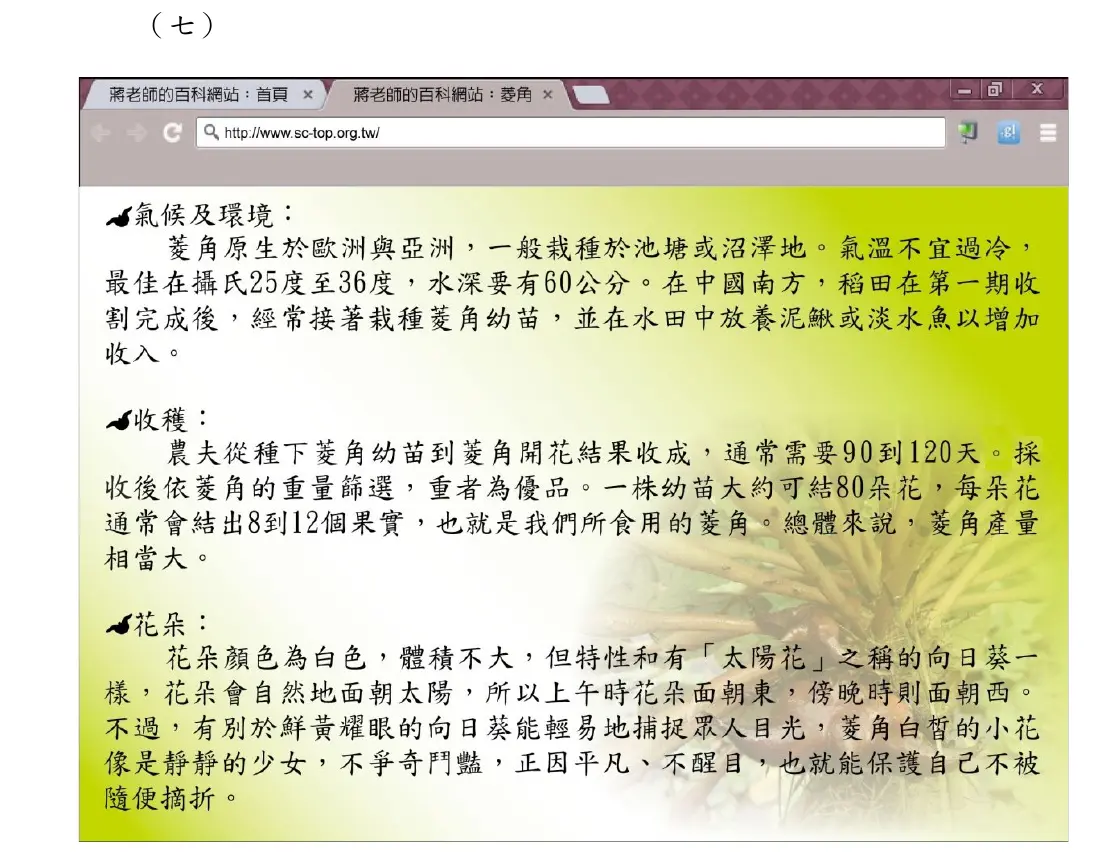 （七）
蔣老師的百科網站：首頁 × 蔣老師的百科網站：菱角 ×
http://www.sc-top.org.tw/
氣候及環境：
菱角原生於歐洲與亞洲，一般栽種於池塘或沼澤地。氣溫不宜過冷，
最佳在攝氏25度至36度，水深要有60公分。在中國南方，稻田在第一期收
割完成後，經常接著栽種菱角幼苗，並在水田中放養泥鰍或淡水魚以增加
收入。
收穫：
農夫從種下菱角幼苗到菱角開花結果收成，通常需要90到120天。採
收後依菱角的重量篩選，重者為優品。一株幼苗大約可結80朵花，每朵花
通常會結出8到12個果實，也就是我們所食用的菱角。總體來說，菱角產量
相當大。
花朵：
花朵顏色為白色，體積不大，但特性和有「太陽花」之稱的向日葵一
樣，花朵會自然地面朝太陽，所以上午時花朵面朝東，傍晚時則面朝西。
不過，有別於鮮黃耀眼的向日葵能輕易地捕捉眾人目光，菱角白皙的小花
像是靜靜的少女，不爭奇鬥豔，正因平凡、不醒目，也就能保護自己不被
隨便摘折。